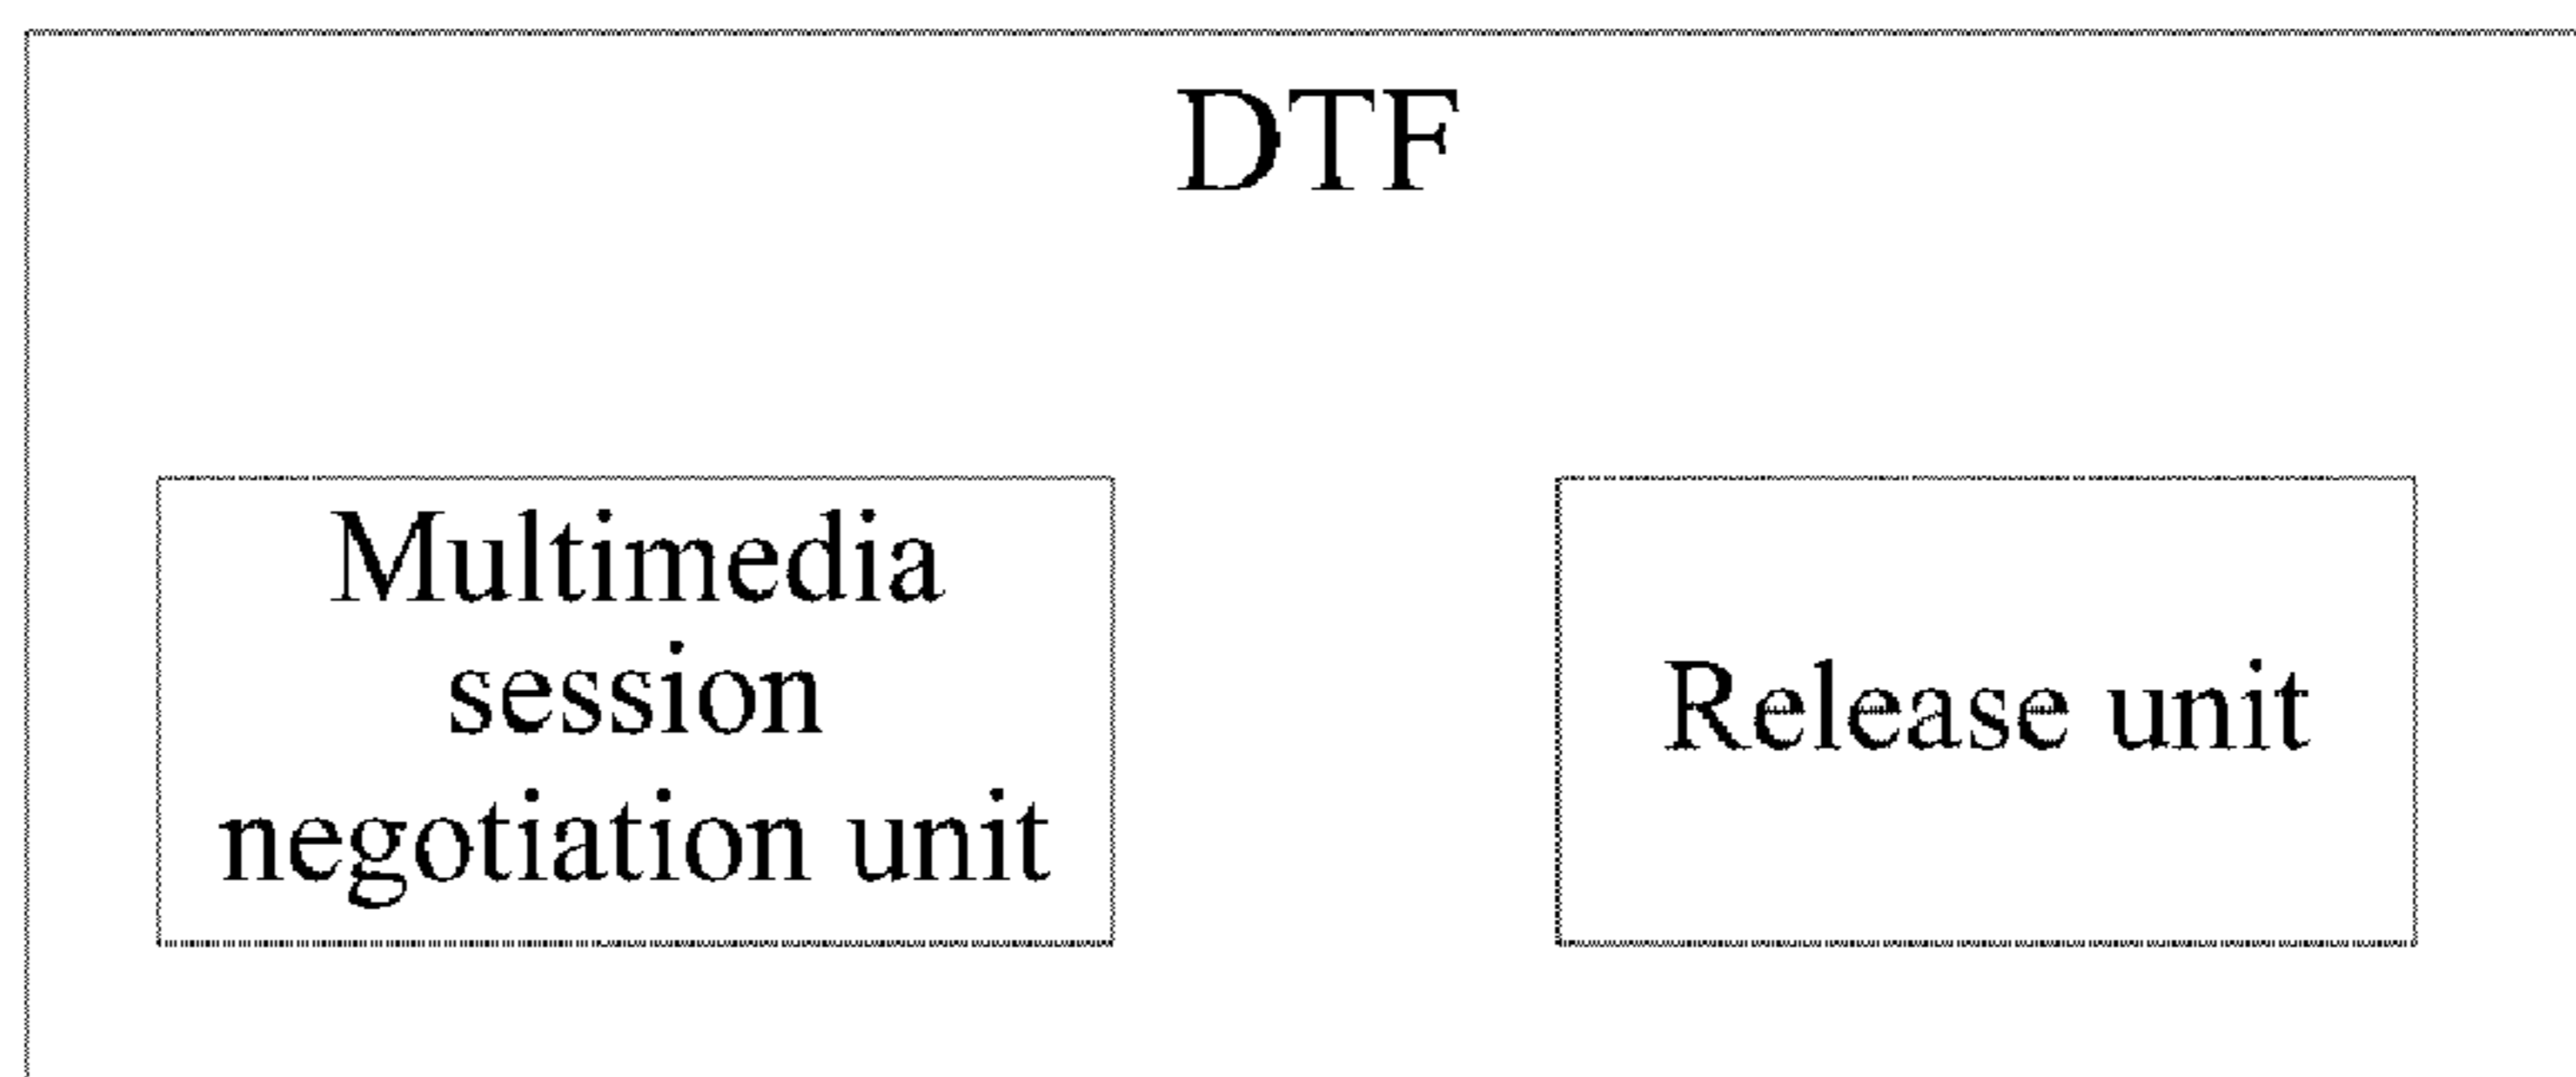 DTF
Multimedia
session
negotiation unit
Release unit